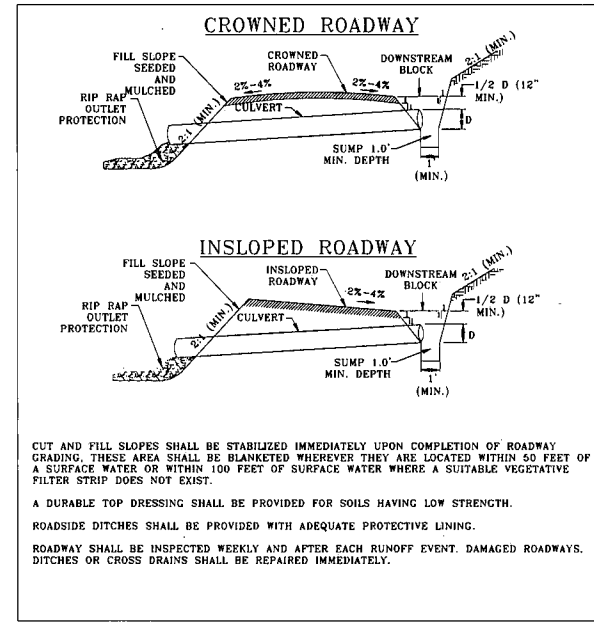 CROWNED ROADWAY
FILL SLOPE
SEEDED
AND
MULCHED
CROWNED
ROADWAY
DOWNSTREAM
BLOCK
2:1 (MIN.)
2%-4%
2%-4%
1/2 D (12"
MIN.)
RIP RAP
OUTLET
PROTECTION
CULVERT
D
2:1 (MIN.)
SUMP 1.0'
MIN. DEPTH
1'
(MIN.)
INSLOPED ROADWAY
FILL SLOPE
SEEDED
AND
MULCHED
INSLOPED
ROADWAY
2%-4%
DOWNSTREAM
BLOCK
2:1 (MIN.)
1/2 D (12"
MIN.)
RIP RAP
OUTLET
PROTECTION
CULVERT
D
2:1 (MIN.)
SUMP 1.0'
MIN. DEPTH
1'
(MIN.)
CUT AND FILL SLOPES SHALL BE STABILIZED IMMEDIATELY UPON COMPLETION OF ROADWAY
GRADING, THESE AREA SHALL BE BLANKETED WHEREVER THEY ARE LOCATED WITHIN 50 FEET OF
A SURFACE WATER OR WITHIN 100 FEET OF SURFACE WATER WHERE A SUITABLE VEGETATIVE
FILTER STRIP DOES NOT EXIST.
A DURABLE TOP DRESSING SHALL BE PROVIDED FOR SOILS HAVING LOW STRENGTH.
ROADSIDE DITCHES SHALL BE PROVIDED WITH ADEQUATE PROTECTIVE LINING.
ROADWAY SHALL BE INSPECTED WEEKLY AND AFTER EACH RUNOFF EVENT. DAMAGED ROADWAYS,
DITCHES OR CROSS DRAINS SHALL BE REPAIRED IMMEDIATELY.